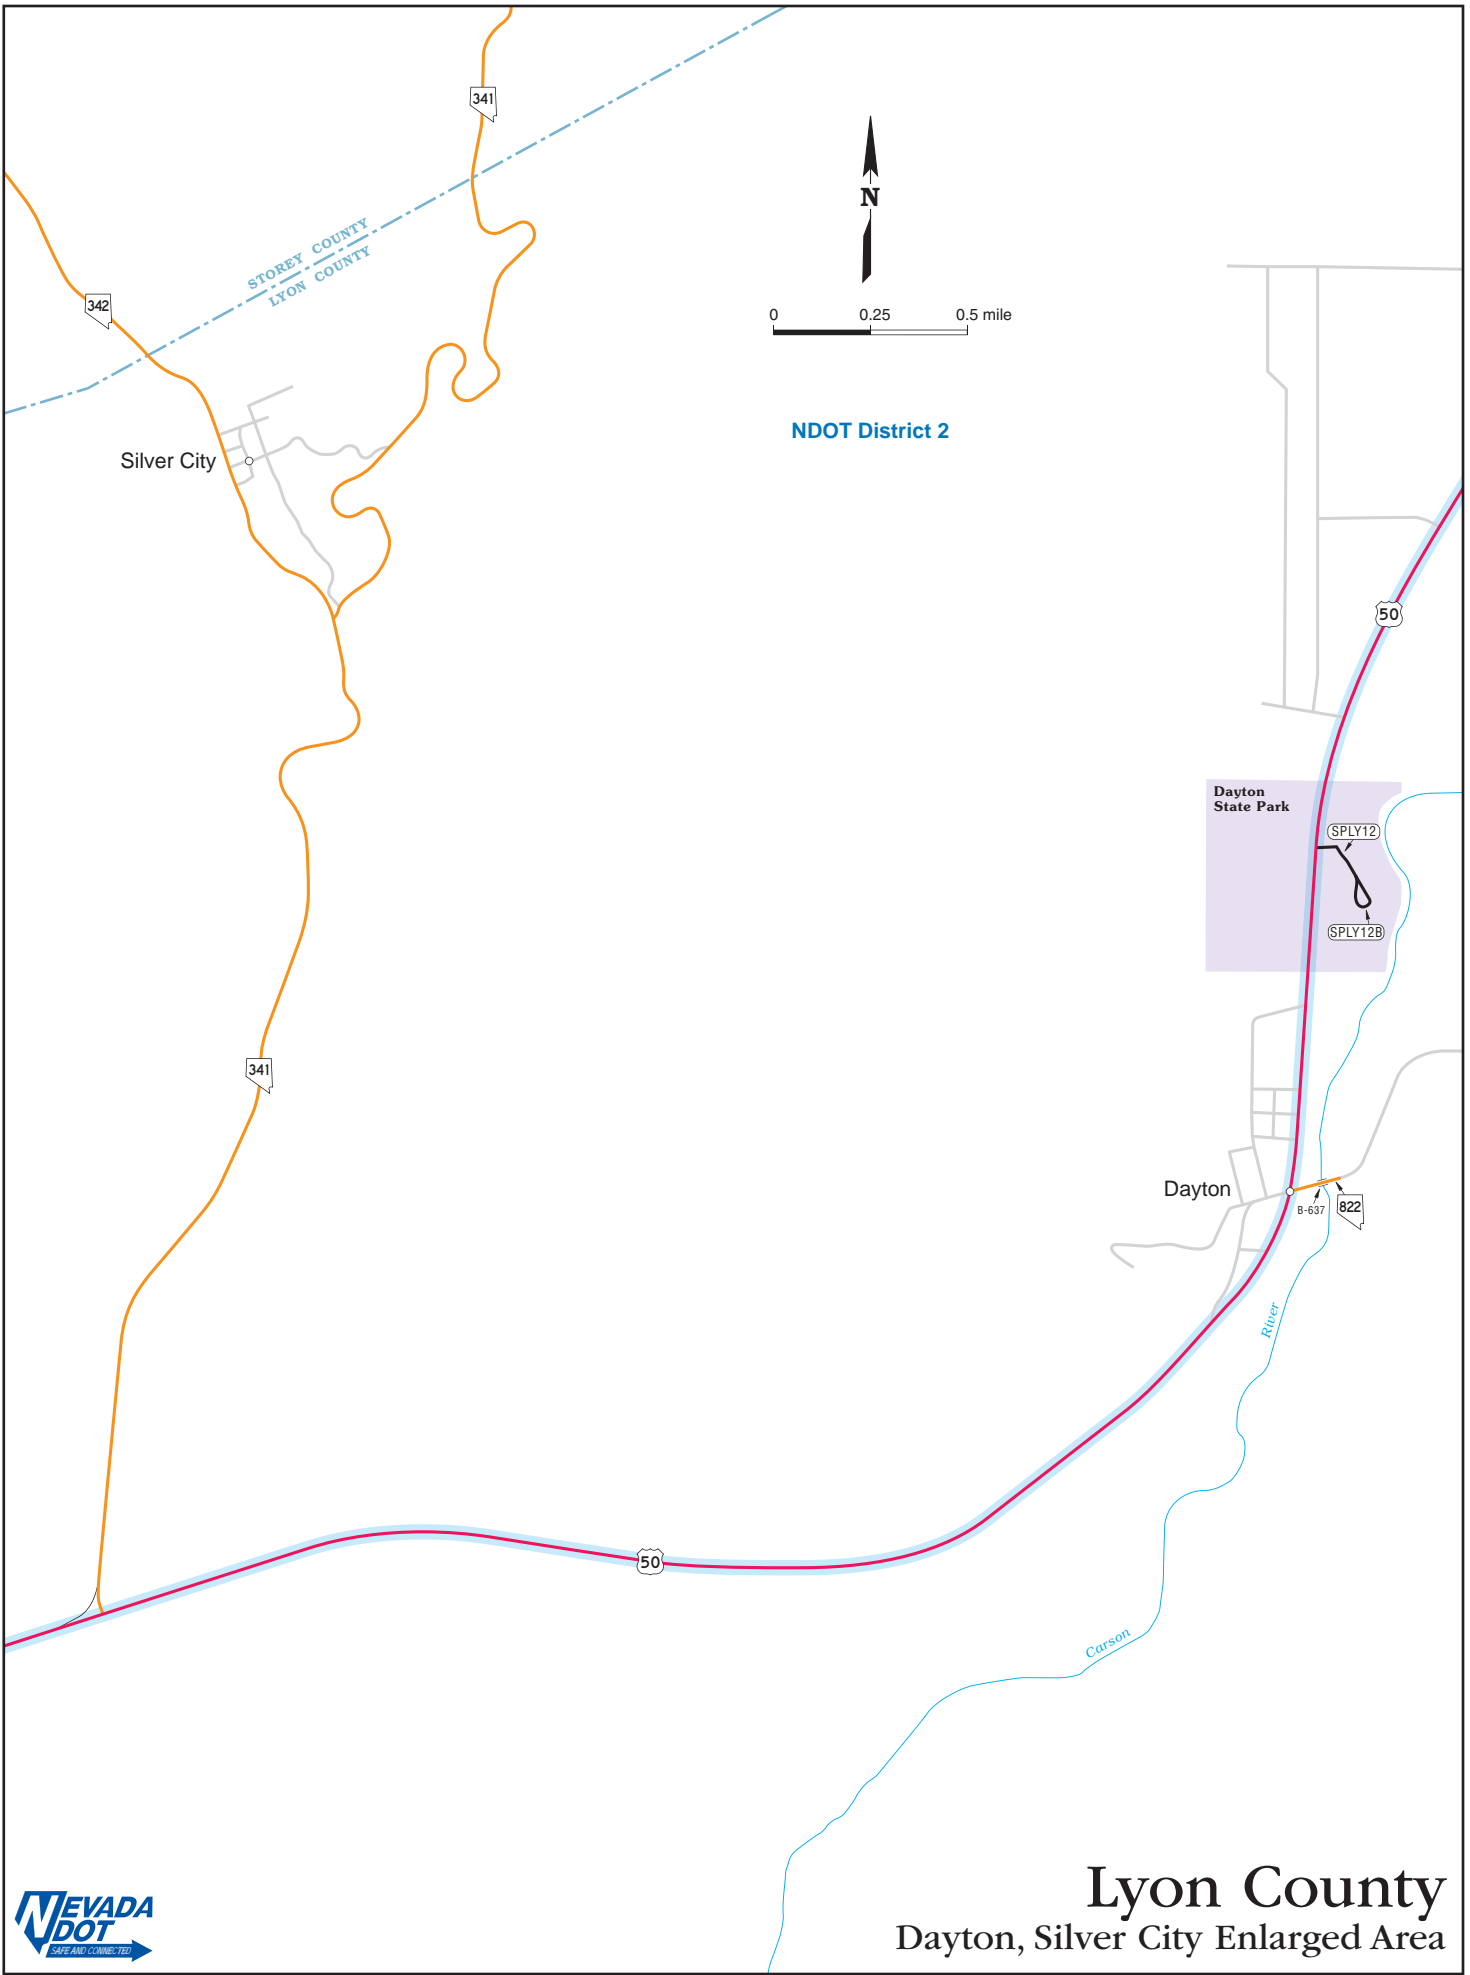 341
N
STOREY COUNTY
LYON COUNTY
342
0 0.25 0.5 mile
NDOT District 2
Silver City
50
Dayton
State Park
SPLY12
SPLY12B
341
Dayton
B-637
822
River
50
Carson
Lyon County
Dayton, Silver City Enlarged Area
NEVADA
DOT
SAFE AND CONNECTED